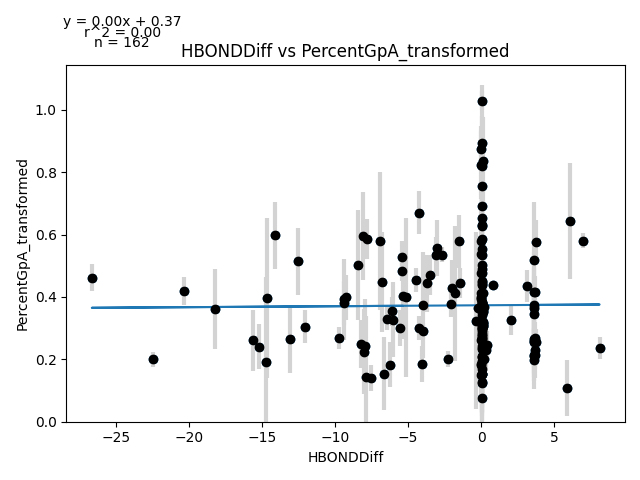 y = 0.00x + 0.37
r^2 = 0.00
n = 162
HBONDDiff vs PercentGpA_transformed
PercentGpA_transformed
1.0
0.8
0.6
0.4
0.2
0.0
−25
−20
−15
−10
−5
0
5
HBONDDiff